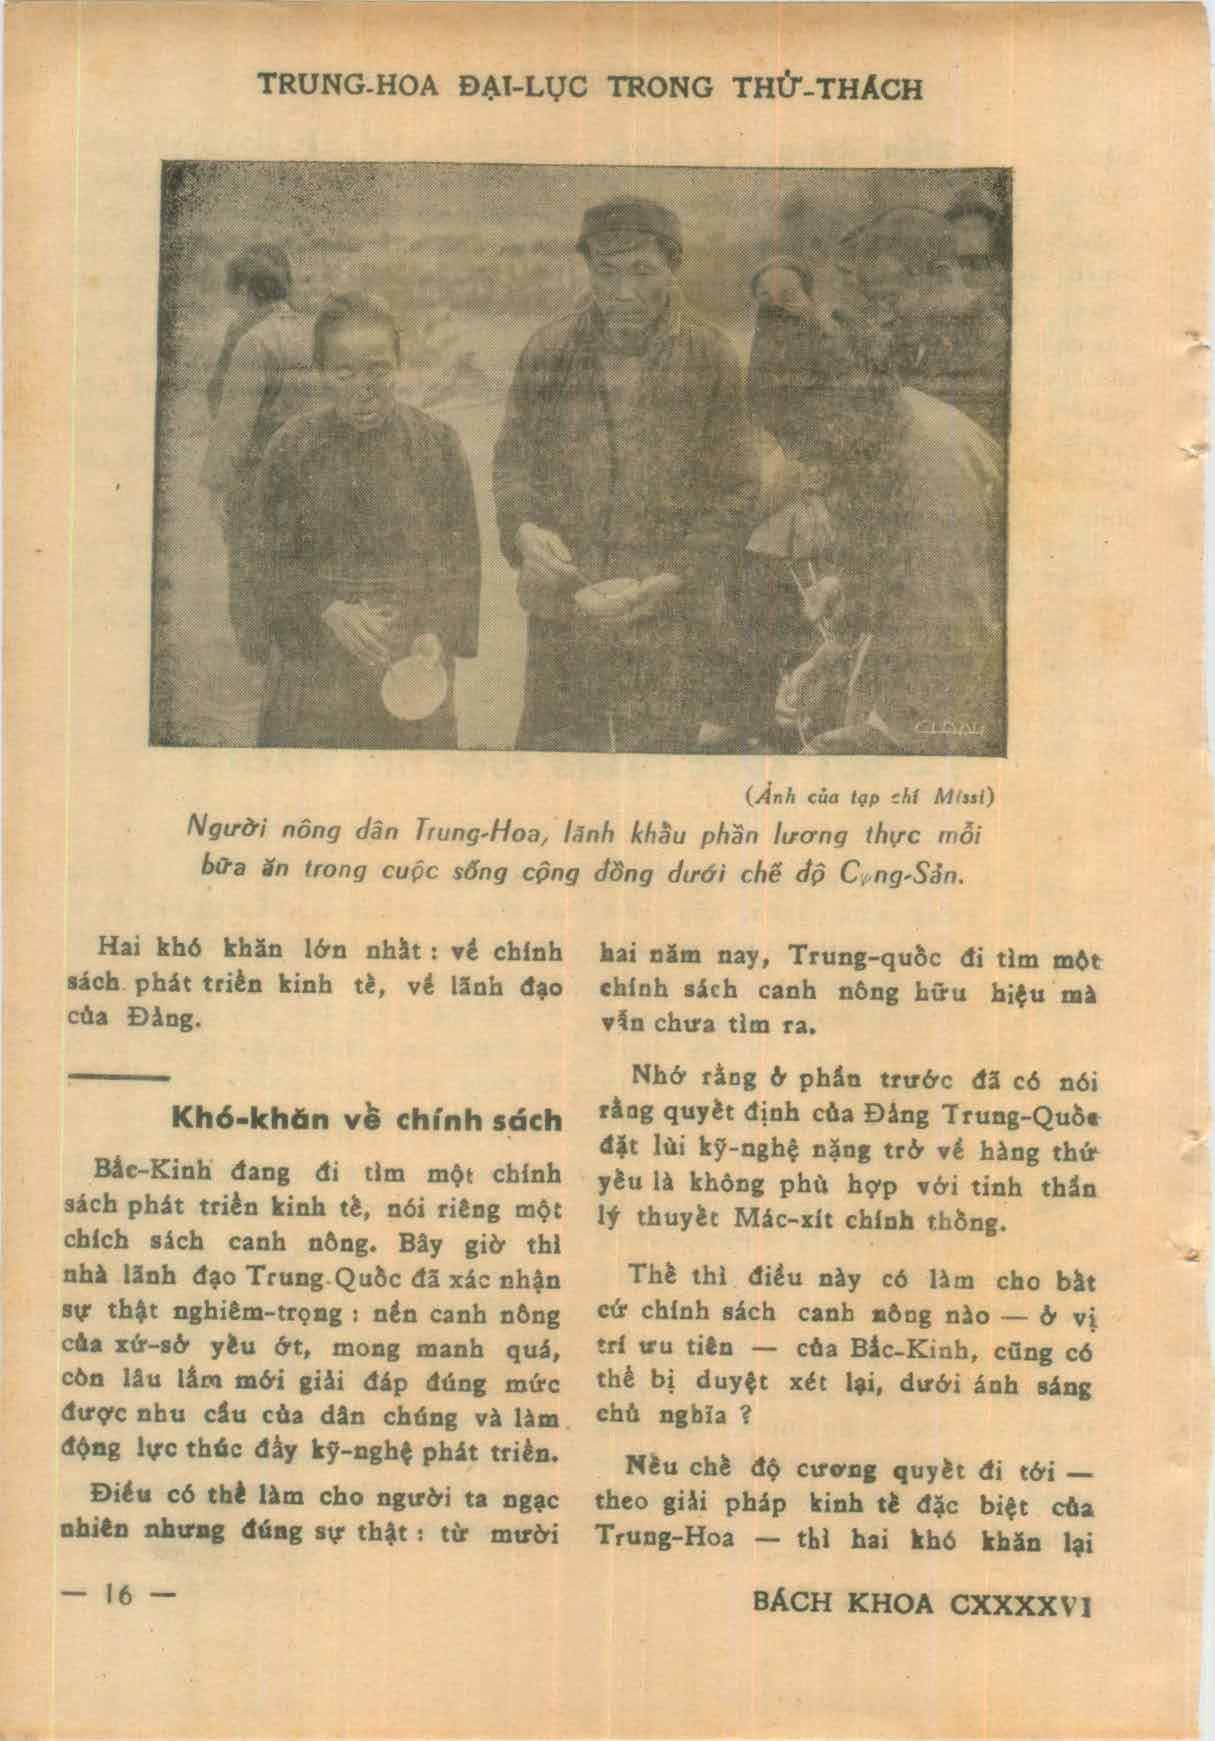 TRUNG-HOA ĐẠI-LỤC TRONG THỬ-THÁCH
(Ảnh của tạp chí Missi)
Người nông dân Trung-Hoa, lãnh khẩu phần lương thực mỗi
bữa ăn trong cuộc sống cộng đồng dưới chế độ Cộng-Sản.
Hai khó khăn lớn nhất : về chính
sách phát triển kinh tế, về lãnh đạo
của Đảng.
Khó-khăn về chính sách
Bắc-Kinh đang đi tìm một chính
sách phát triển kinh tế, nói riêng một
chích sách canh nông. Bây giờ thì
nhà lãnh đạo Trung-Quốc đã xác nhận
sự thật nghiêm-trọng : nền canh nông
của xứ-sở yếu ớt, mong manh quá,
còn lâu lắm mới giải đáp đúng mức
được nhu cầu của dân chúng và làm
động lực thúc đẩy kỹ-nghệ phát triển.
Điều có thể làm cho người ta ngạc
nhiên nhưng đúng sự thật : từ mười
hai năm nay, Trung-quốc đi tìm một
chính sách canh nông hữu hiệu mà
vẫn chưa tìm ra.
Nhớ rằng ở phần trước đã có nói
rằng quyết định của Đảng Trung-Quốc
đặt lùi kỹ-nghệ nặng trở về hàng thứ
yếu là không phù hợp với tinh thần
lý thuyết Mác-xít chính thống.
Thế thì điều này có làm cho bất
cứ chính sách canh nông nào — ở vị
trí ưu tiên — của Bắc-Kinh, cũng có
thể bị duyệt xét lại, dưới ánh sáng
chủ nghĩa ?
Nếu chế độ cương quyết đi tới —
theo giải pháp kinh tế đặc biệt của
Trung-Hoa — thì hai khó khăn lại
— 16 —
BÁCH KHOA CXXXXVI